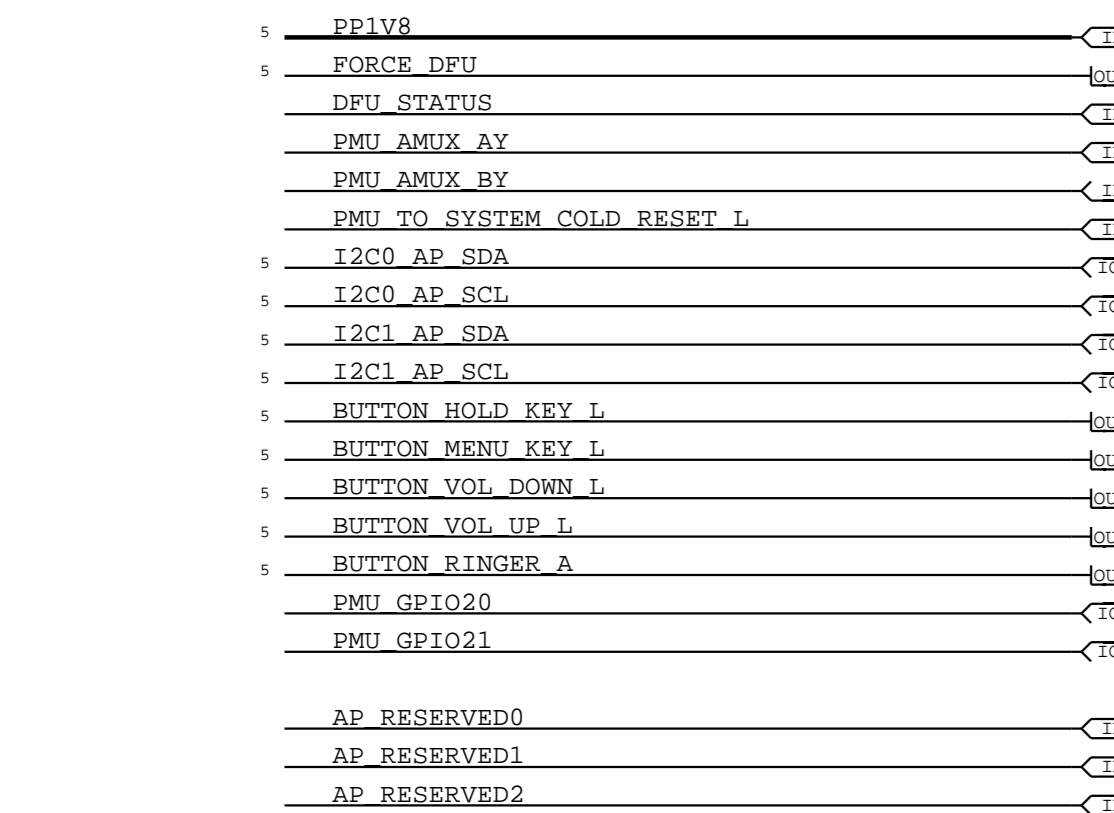 5 PP1V8
5 FORCE_DFU
DFU_STATUS
PMU_AMUX_AY
PMU_AMUX_BY
PMU_TO_SYSTEM_COLD_RESET_L
5 I2C0_AP_SDA
5 I2C0_AP_SCL
5 I2C1_AP_SDA
5 I2C1_AP_SCL
5 BUTTON_HOLD_KEY_L
5 BUTTON_MENU_KEY_L
5 BUTTON_VOL_DOWN_L
5 BUTTON_VOL_UP_L
5 BUTTON_RINGER_A
PMU_GPIO20
PMU_GPIO21
AP_RESERVED0
AP_RESERVED1
AP_RESERVED2